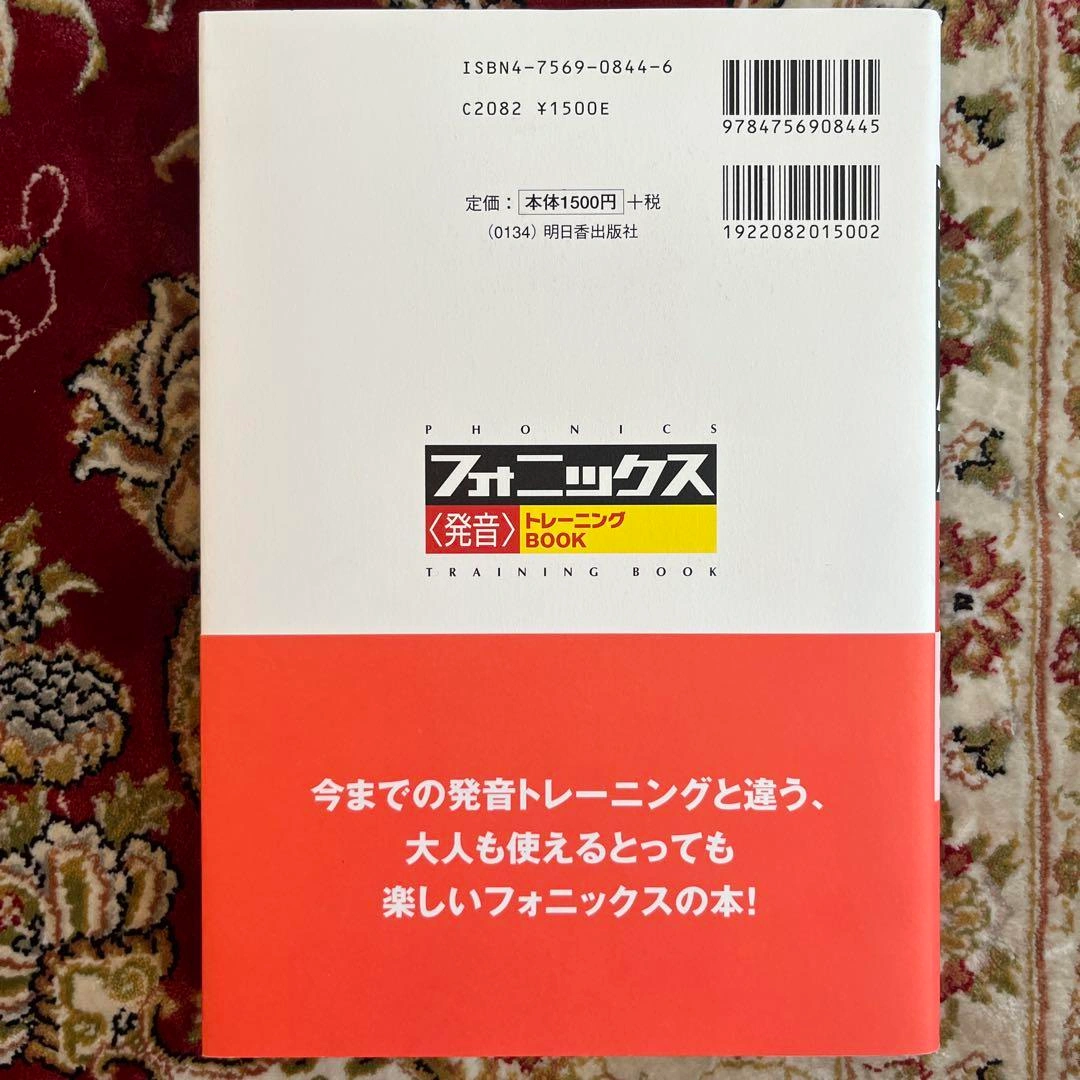 ISBN4-7569-0844-6
C2082 ¥1500E
9784756908445
定価： 本体1500円 +税
(0134) 明日香出版社
1922082015002
PHONICS
フォニックス
〈発音〉
トレーニング
BOOK
TRAINING BOOK
今までの発音トレーニングと違う、
大人も使えるとっても
楽しいフォニックスの本!